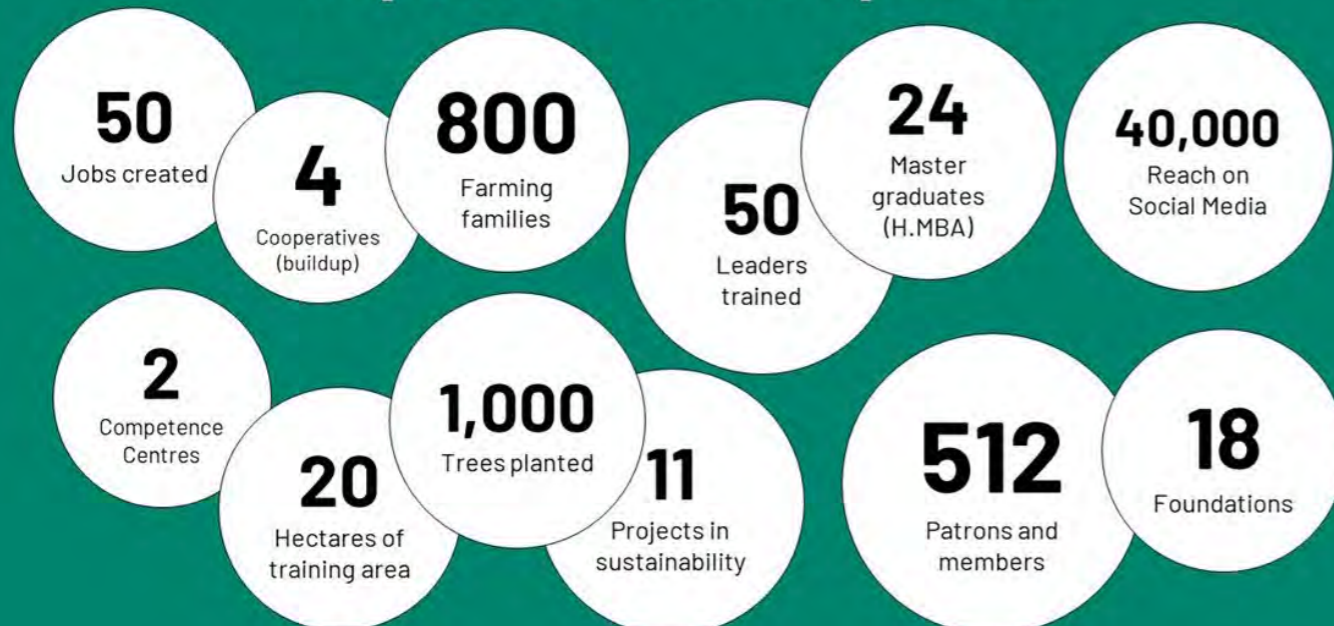 50
Jobs created
4
Cooperatives
(buildup)
800
Farming
families
50
Leaders
trained
24
Master
graduates
(H.MBA)
40,000
Reach on
Social Media
2
Competence
Centres
20
Hectares of
training area
1,000
Trees planted
11
Projects in
sustainability
512
Patrons and
members
18
Foundations